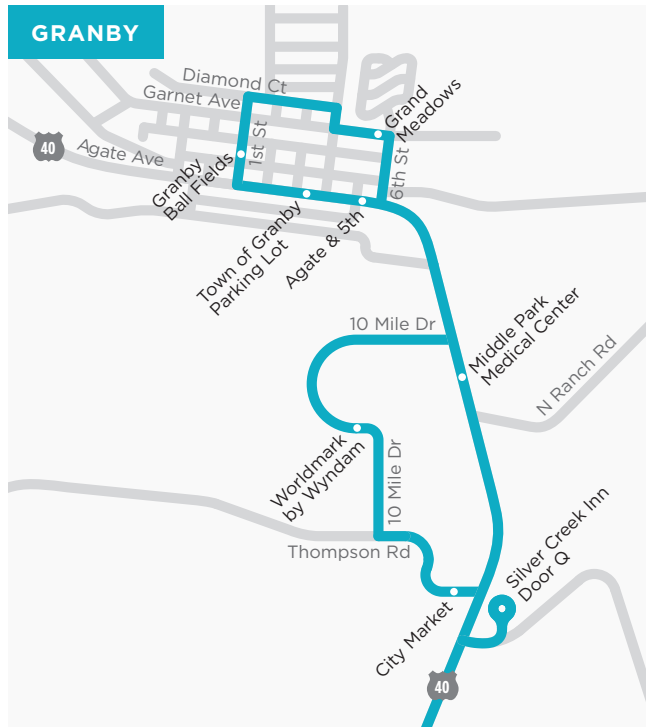 GRANBY
Diamond Ct
Garnet Ave
Grand
Meadows
40
Agate Ave
1st St
6th St
Granby
Ball Fields
Town of Granby
Parking Lot
Agate & 5th
10 Mile Dr
Middle Park
Medical Center
N Ranch Rd
Worldmark
by Wyndam
10 Mile Dr
Thompson Rd
Silver Creek Inn
Door Q
City Market
40